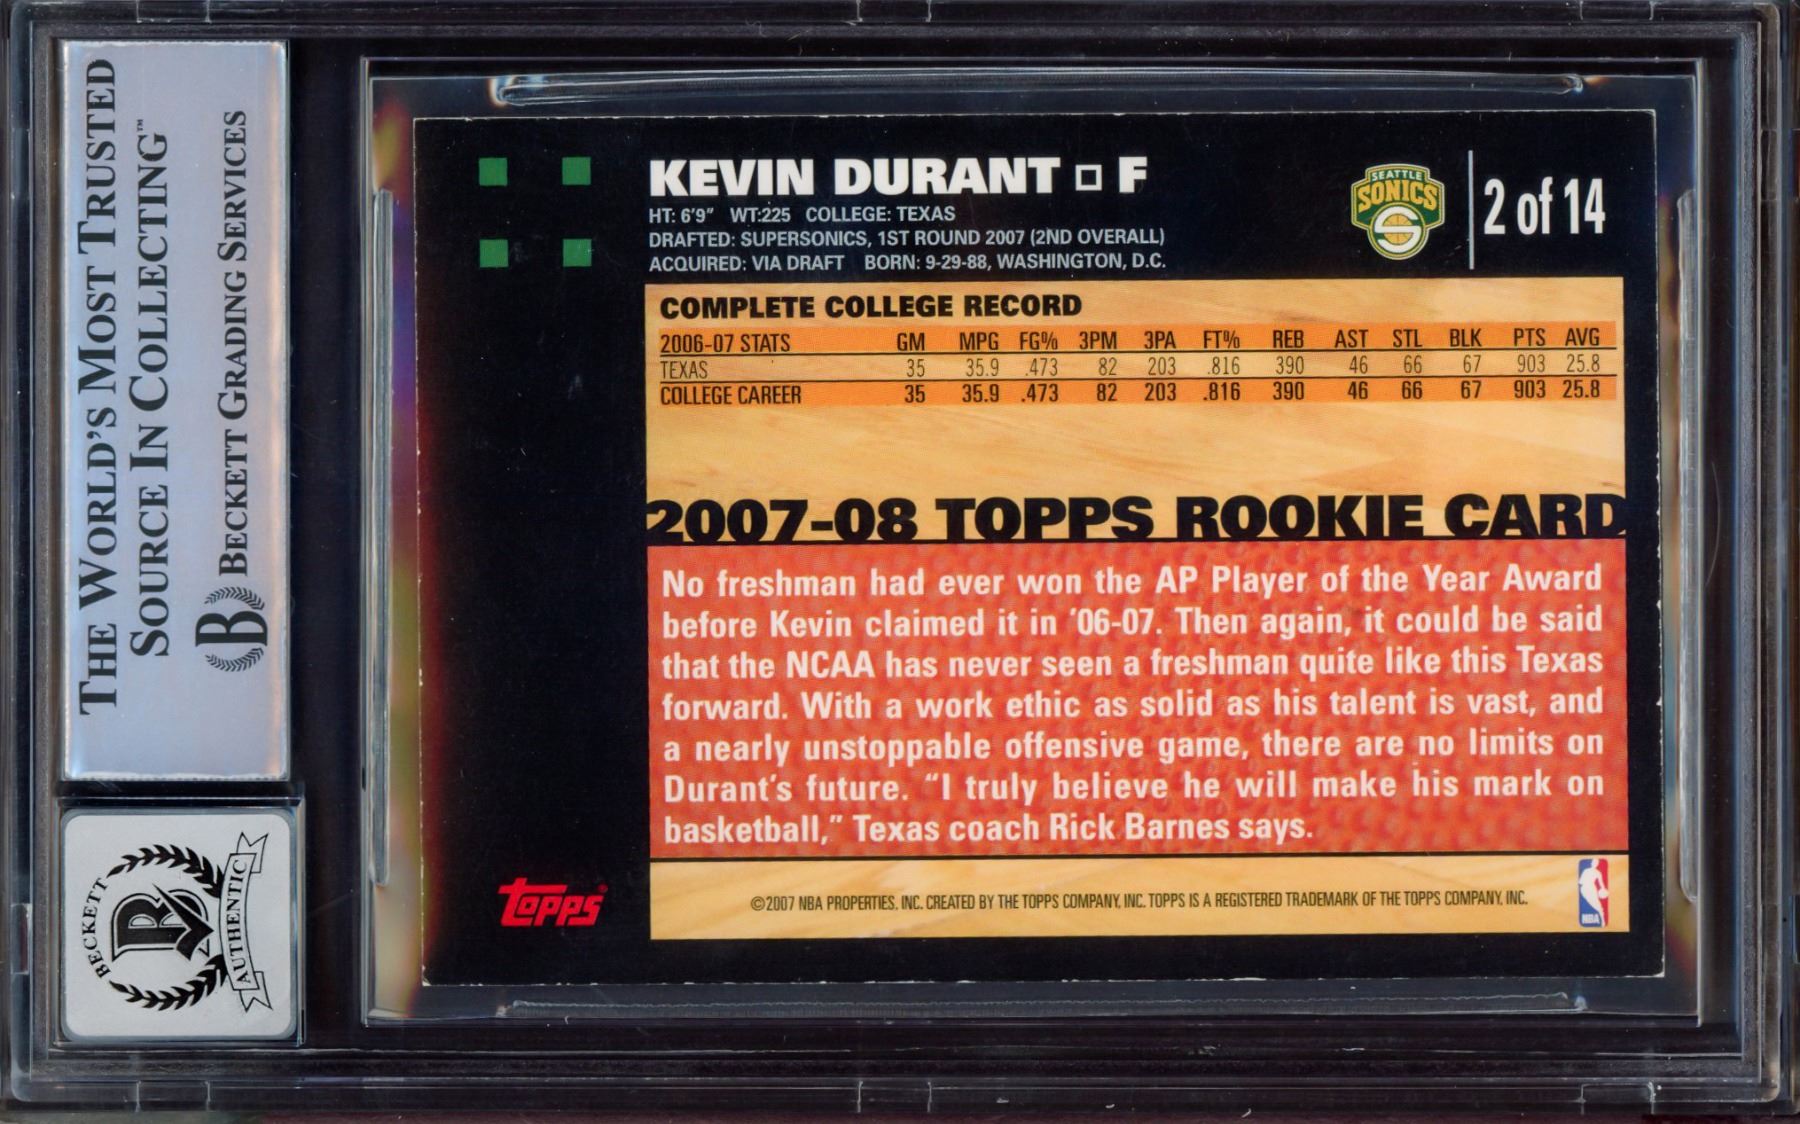 THE WORLD'S MOST TRUSTED
SOURCE IN COLLECTING™
BECKETT GRADING SERVICES
B
BECKETT
B
AUTHENTIC
KEVIN DURANT □ F
HT: 6'9" WT:225 COLLEGE: TEXAS
DRAFTED: SUPERSONICS, 1ST ROUND 2007 (2ND OVERALL)
ACQUIRED: VIA DRAFT BORN: 9-29-88, WASHINGTON, D.C.
SEATTLE
SONICS
S
2 of 14
COMPLETE COLLEGE RECORD
2006-07 STATS GM MPG FG% 3PM 3PA FT% REB AST STL BLK PTS AVG
TEXAS 35 35.9 .473 82 203 .816 390 46 66 67 903 25.8
COLLEGE CAREER 35 35.9 .473 82 203 .816 390 46 66 67 903 25.8
2007-08 TOPPS ROOKIE CARD
No freshman had ever won the AP Player of the Year Award
before Kevin claimed it in '06-07. Then again, it could be said
that the NCAA has never seen a freshman quite like this Texas
forward. With a work ethic as solid as his talent is vast, and
a nearly unstoppable offensive game, there are no limits on
Durant's future. "I truly believe he will make his mark on
basketball," Texas coach Rick Barnes says.
Topps®
©2007 NBA PROPERTIES, INC. CREATED BY THE TOPPS COMPANY, INC. TOPPS IS A REGISTERED TRADEMARK OF THE TOPPS COMPANY, INC.
NBA